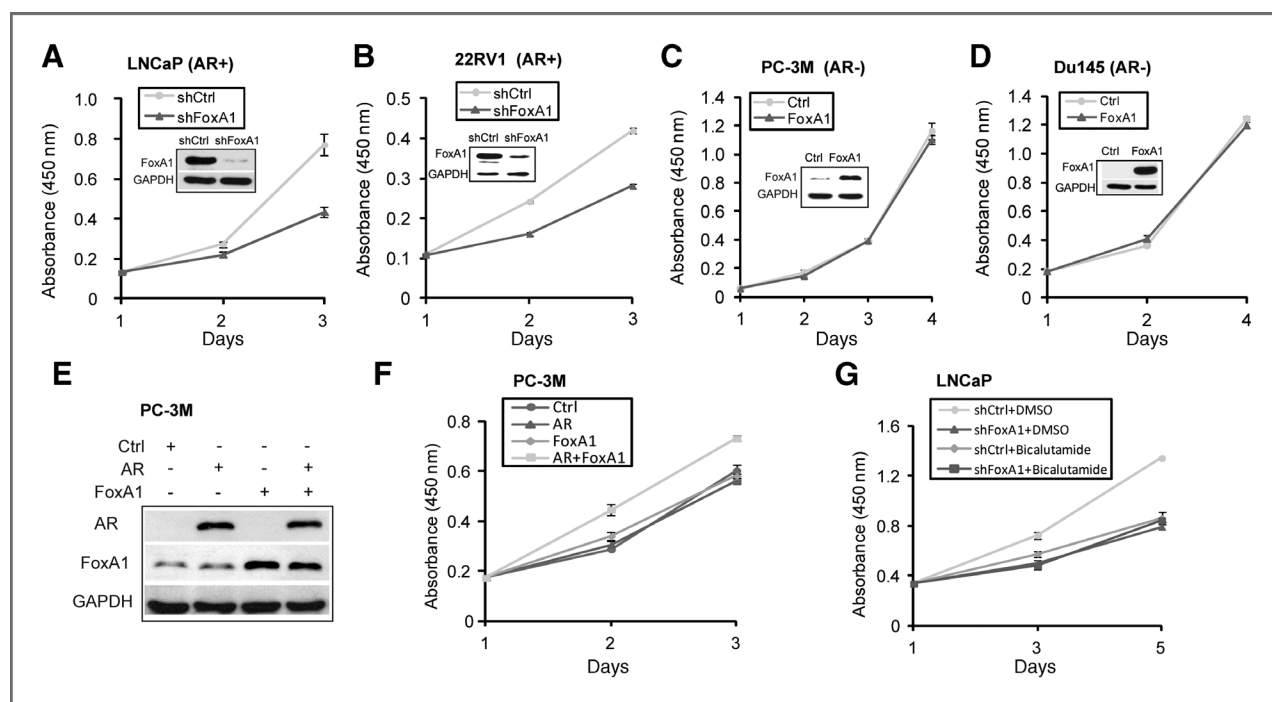 A
LNCaP (AR+)
shCtrl
shFoxA1
shCtrl shFoxA1
FoxA1
GAPDH
Absorbance (450 nm)
1.0
0.8
0.6
0.4
0.2
0
1 2 3
Days
B
22RV1 (AR+)
shCtrl
shFoxA1
shCtrl shFoxA1
FoxA1
GAPDH
Absorbance (450 nm)
0.5
0.4
0.3
0.2
0.1
0
1 2 3
Days
C
PC-3M (AR-)
Ctrl
FoxA1
Ctrl FoxA1
FoxA1
GAPDH
Absorbance (450 nm)
1.4
1.2
1.0
0.8
0.6
0.4
0.2
0
1 2 3 4
Days
D
Du145 (AR-)
Ctrl
FoxA1
Ctrl FoxA1
FoxA1
GAPDH
Absorbance (450 nm)
1.4
1.2
1.0
0.8
0.6
0.4
0.2
0
1 2 4
Days
E
PC-3M
Ctrl + - - -
AR - + - +
FoxA1 - - + +
AR
FoxA1
GAPDH
F
PC-3M
Ctrl
AR
FoxA1
AR+FoxA1
Absorbance (450 nm)
0.8
0.6
0.4
0.2
0
1 2 3
Days
G
LNCaP
shCtrl+DMSO
shFoxA1+DMSO
shCtrl+Bicalutamide
shFoxA1+Bicalutamide
Absorbance (450 nm)
1.6
1.2
0.8
0.4
0
1 3 5
Days